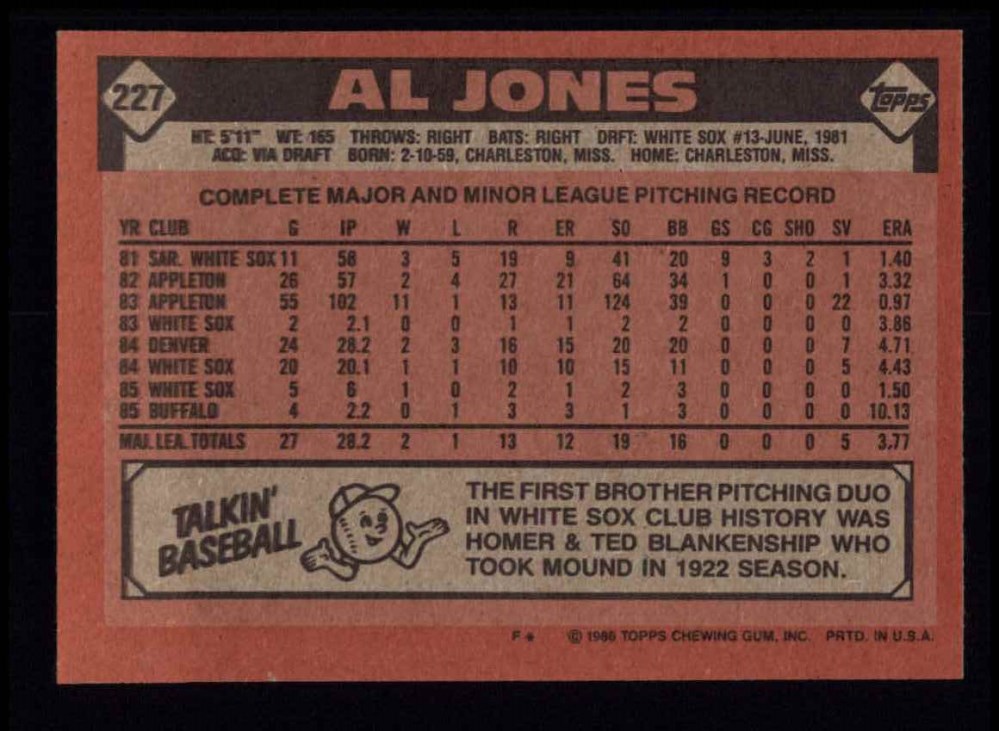 227
AL JONES
topps
HT: 5'11" WT: 165 THROWS: RIGHT BATS: RIGHT DRFT: WHITE SOX #13-JUNE, 1981
ACQ: VIA DRAFT BORN: 2-10-59, CHARLESTON, MISS. HOME: CHARLESTON, MISS.
COMPLETE MAJOR AND MINOR LEAGUE PITCHING RECORD
YR CLUB G IP W L R ER SO BB GS CG SHO SV ERA
81 SAR. WHITE SOX 11 58 3 5 19 9 41 20 9 3 2 1 1.40
82 APPLETON 26 57 2 4 27 21 64 34 1 0 0 1 3.32
83 APPLETON 55 102 11 1 13 11 124 39 0 0 0 22 0.97
83 WHITE SOX 2 2.1 0 0 1 1 2 2 0 0 0 0 3.86
84 DENVER 24 28.2 2 3 16 15 20 20 0 0 0 7 4.71
84 WHITE SOX 20 20.1 1 1 10 10 15 11 0 0 0 5 4.43
85 WHITE SOX 5 6 1 0 2 1 2 3 0 0 0 0 1.50
85 BUFFALO 4 2.2 0 1 3 3 1 3 0 0 0 0 10.13
MAJ. LEA. TOTALS 27 28.2 2 1 13 12 19 16 0 0 0 5 3.77
TALKIN'
BASEBALL
THE FIRST BROTHER PITCHING DUO
IN WHITE SOX CLUB HISTORY WAS
HOMER & TED BLANKENSHIP WHO
TOOK MOUND IN 1922 SEASON.
F * © 1986 TOPPS CHEWING GUM, INC. PRTD. IN U.S.A.